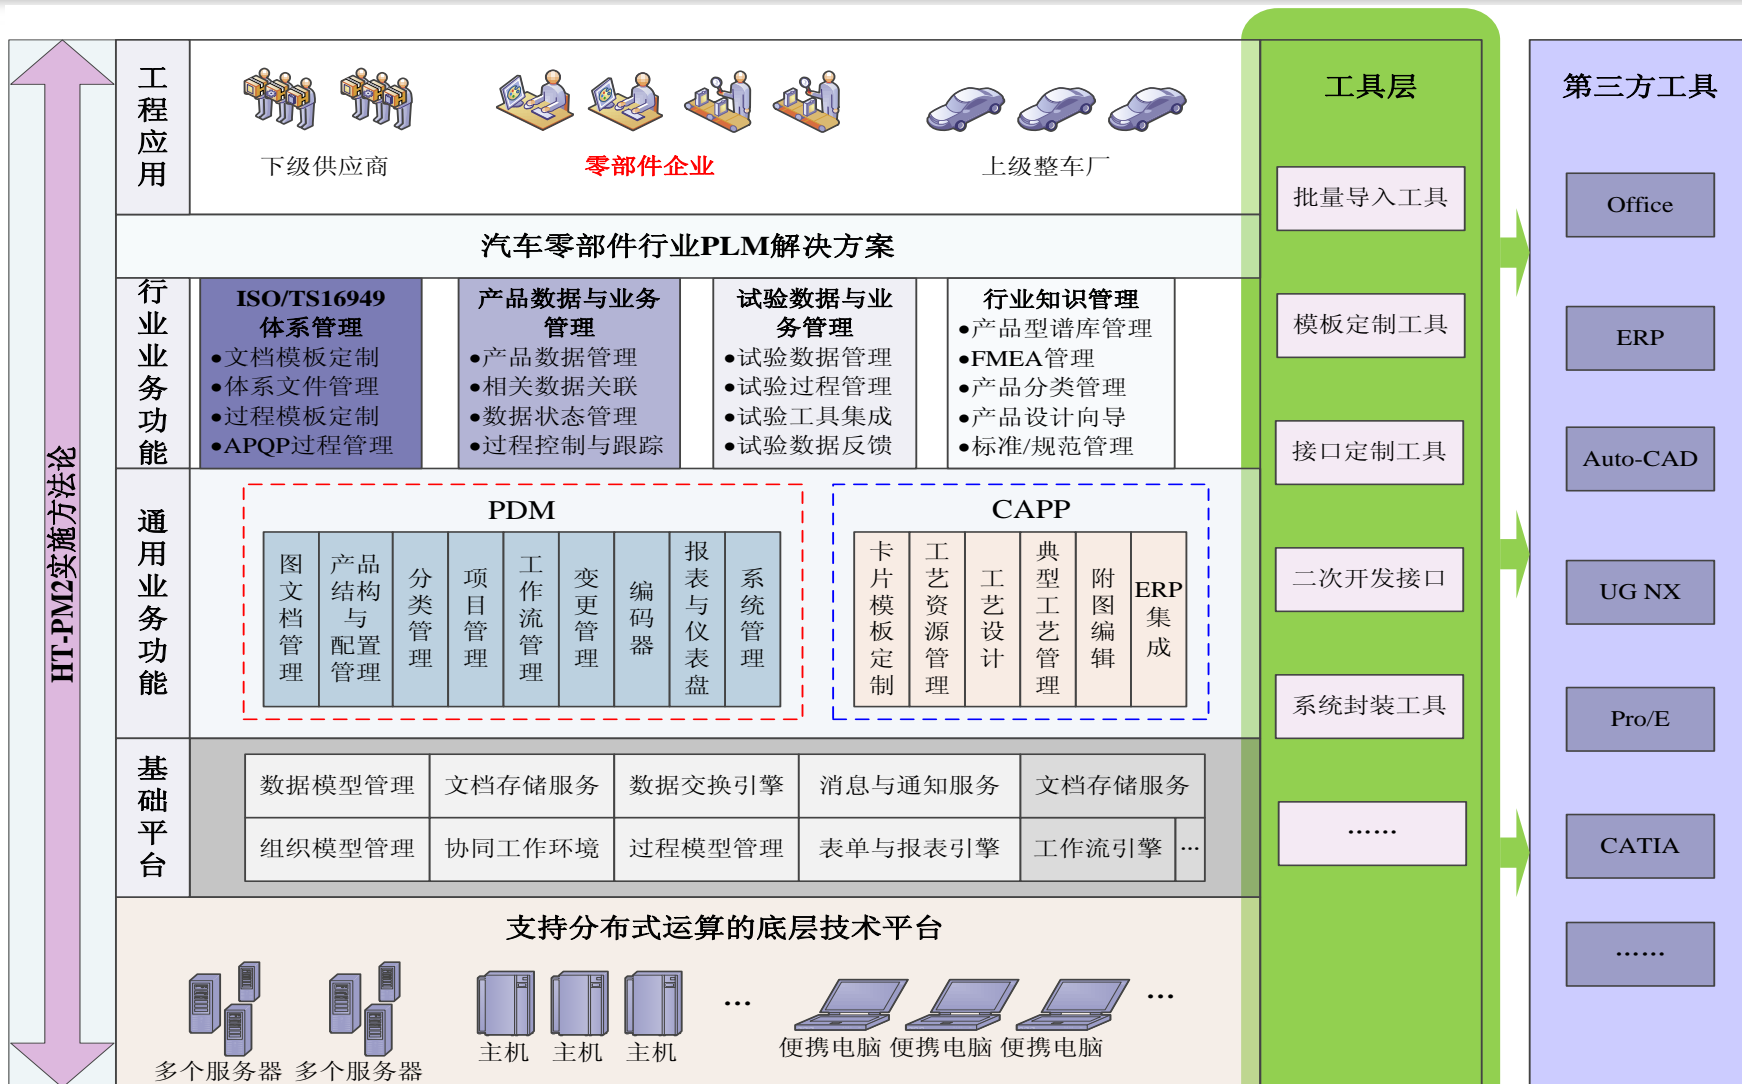 HT-PM2实施方法论
工程应用
下级供应商
零部件企业
上级整车厂
汽车零部件行业PLM解决方案
行业业务功能
ISO/TS16949
体系管理
●文档模板定制
●体系文件管理
●过程模板定制
●APQP过程管理
产品数据与业务
管理
●产品数据管理
●相关数据关联
●数据状态管理
●过程控制与跟踪
试验数据与业
务管理
●试验数据管理
●试验过程管理
●试验工具集成
●试验数据反馈
行业知识管理
●产品型谱库管理
●FMEA管理
●产品分类管理
●产品设计向导
●标准/规范管理
通用业务功能
PDM
图文档管理
产品
结构
与
配置
管理
分类管理
项目管理
工作流管理
变更管理
编码器
报表与仪表盘
系统管理
CAPP
卡片模板定制
工艺资源管理
工艺设计
典型工艺管理
附图编辑
ERP
集
成
基础平台
数据模型管理
文档存储服务
数据交换引擎
消息与通知服务
文档存储服务
组织模型管理
协同工作环境
过程模型管理
表单与报表引擎
工作流引擎
...
支持分布式运算的底层技术平台
多个服务器
多个服务器
主机
主机
主机
...
便携电脑
便携电脑
便携电脑
...
工具层
批量导入工具
模板定制工具
接口定制工具
二次开发接口
系统封装工具
……
第三方工具
Office
ERP
Auto-CAD
UG NX
Pro/E
CATIA
……